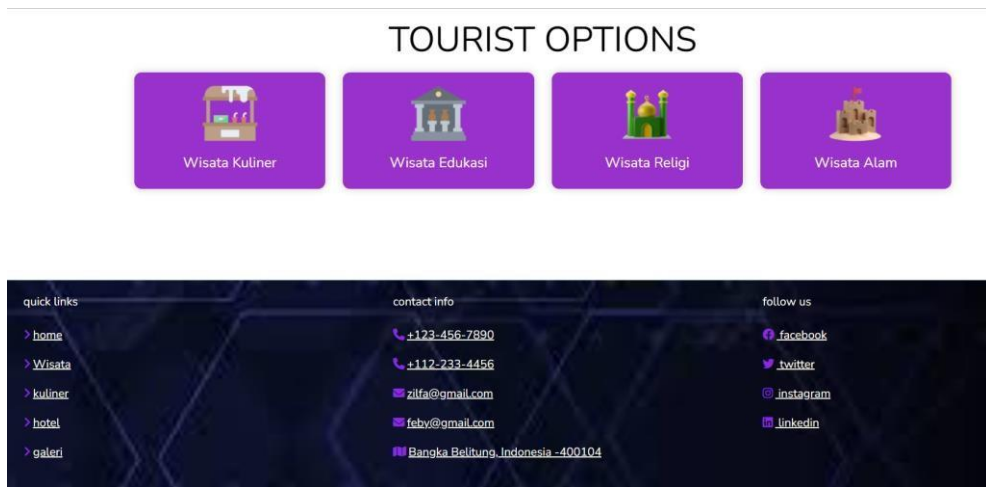 TOURIST OPTIONS
Wisata Kuliner
Wisata Edukasi
Wisata Religi
Wisata Alam
quick links
home
Wisata
kuliner
hotel
galeri
contact info
+123-456-7890
+112-233-4456
zilfa@gmail.com
feby@gmail.com
Bangka Belitung, Indonesia -400104
follow us
facebook
twitter
instagram
linkedin